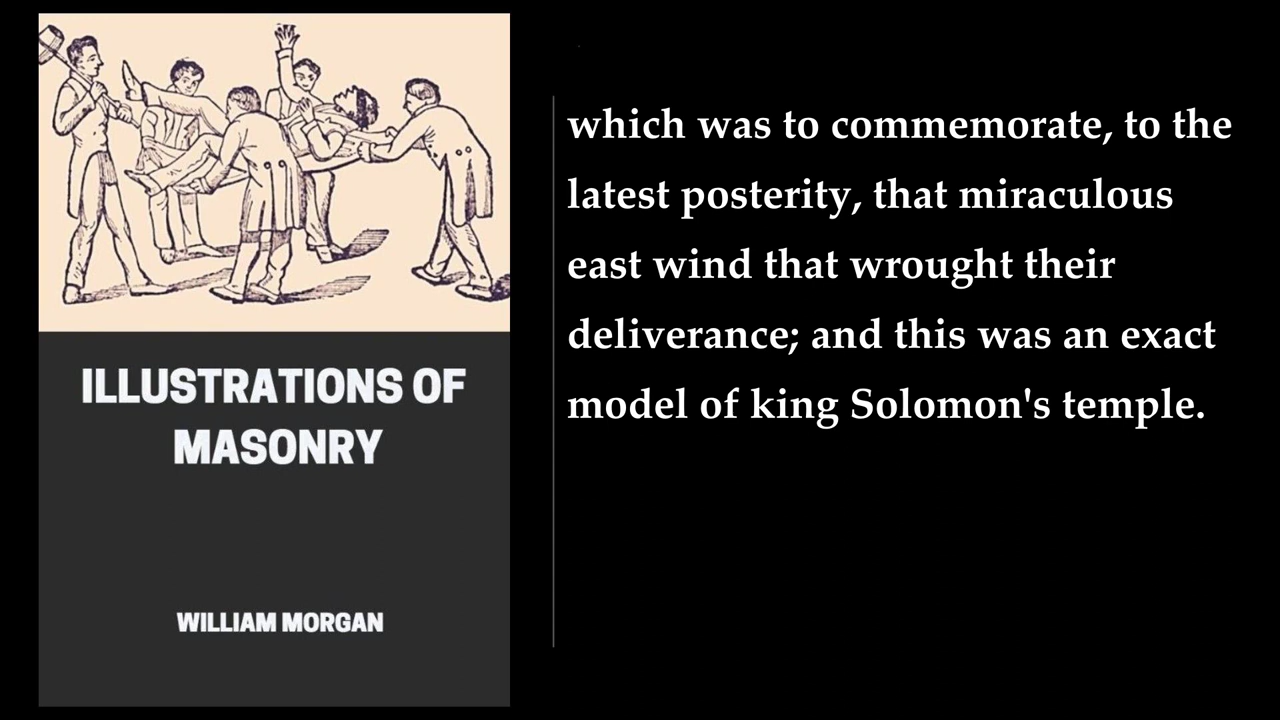 ILLUSTRATIONS OF
MASONRY
WILLIAM MORGAN
which was to commemorate, to the
latest posterity, that miraculous
east wind that wrought their
deliverance; and this was an exact
model of king Solomon's temple.